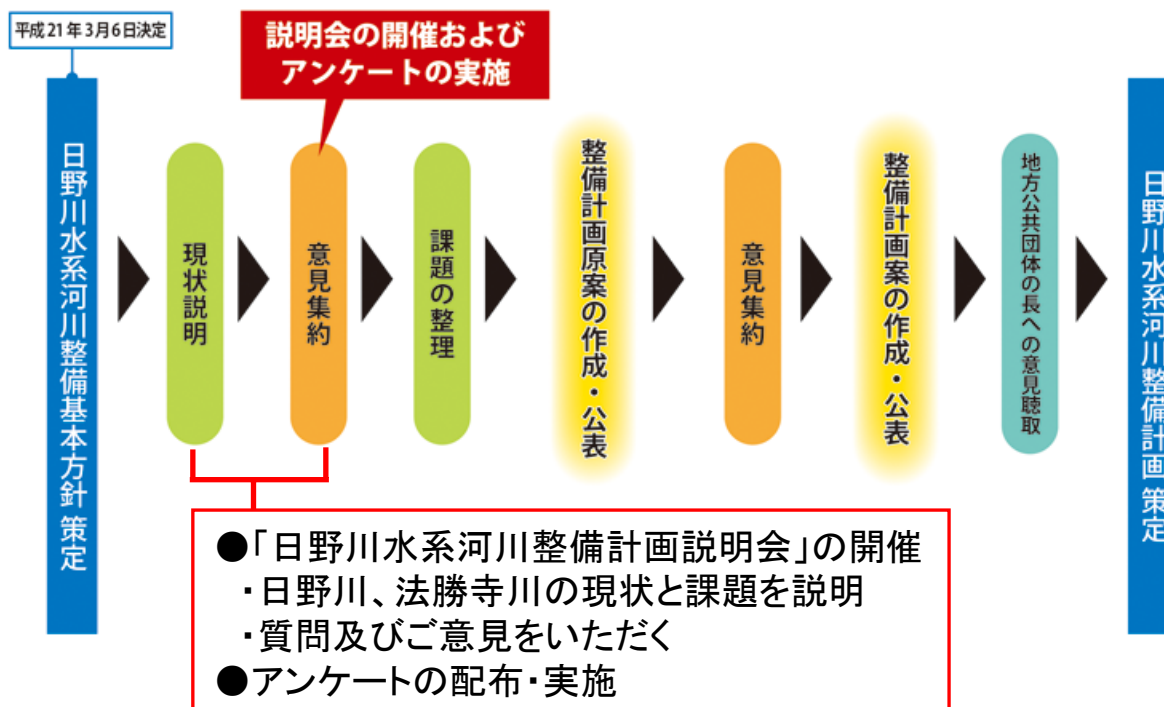 平成21年3月6日決定
説明会の開催および
アンケートの実施
日野川水系河川整備基本方針 策定
現状説明
意見集約
課題の整理
整備計画原案の作成・公表
意見集約
整備計画案の作成・公表
地方公共団体の長への意見聴取
日野川水系河川整備計画 策定
●「日野川水系河川整備計画説明会」の開催
・日野川、法勝寺川の現状と課題を説明
・質問及びご意見をいただく
●アンケートの配布・実施